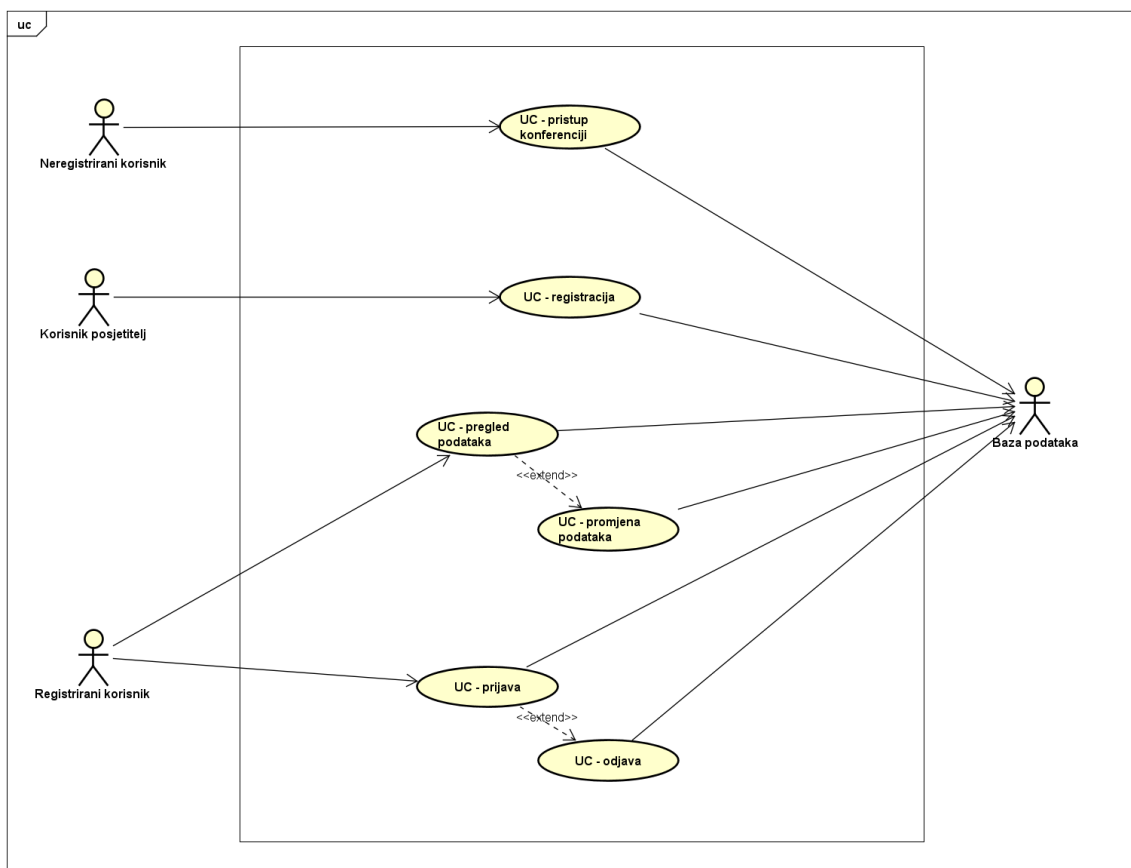 uc
UC - pristup
konferenciji
Neregistrirani korisnik
UC - registracija
Korisnik posjetitelj
UC - pregled
podataka
Baza podataka
<<extend>>
UC - promjena
podataka
Registrirani korisnik
UC - prijava
<<extend>>
UC - odjava